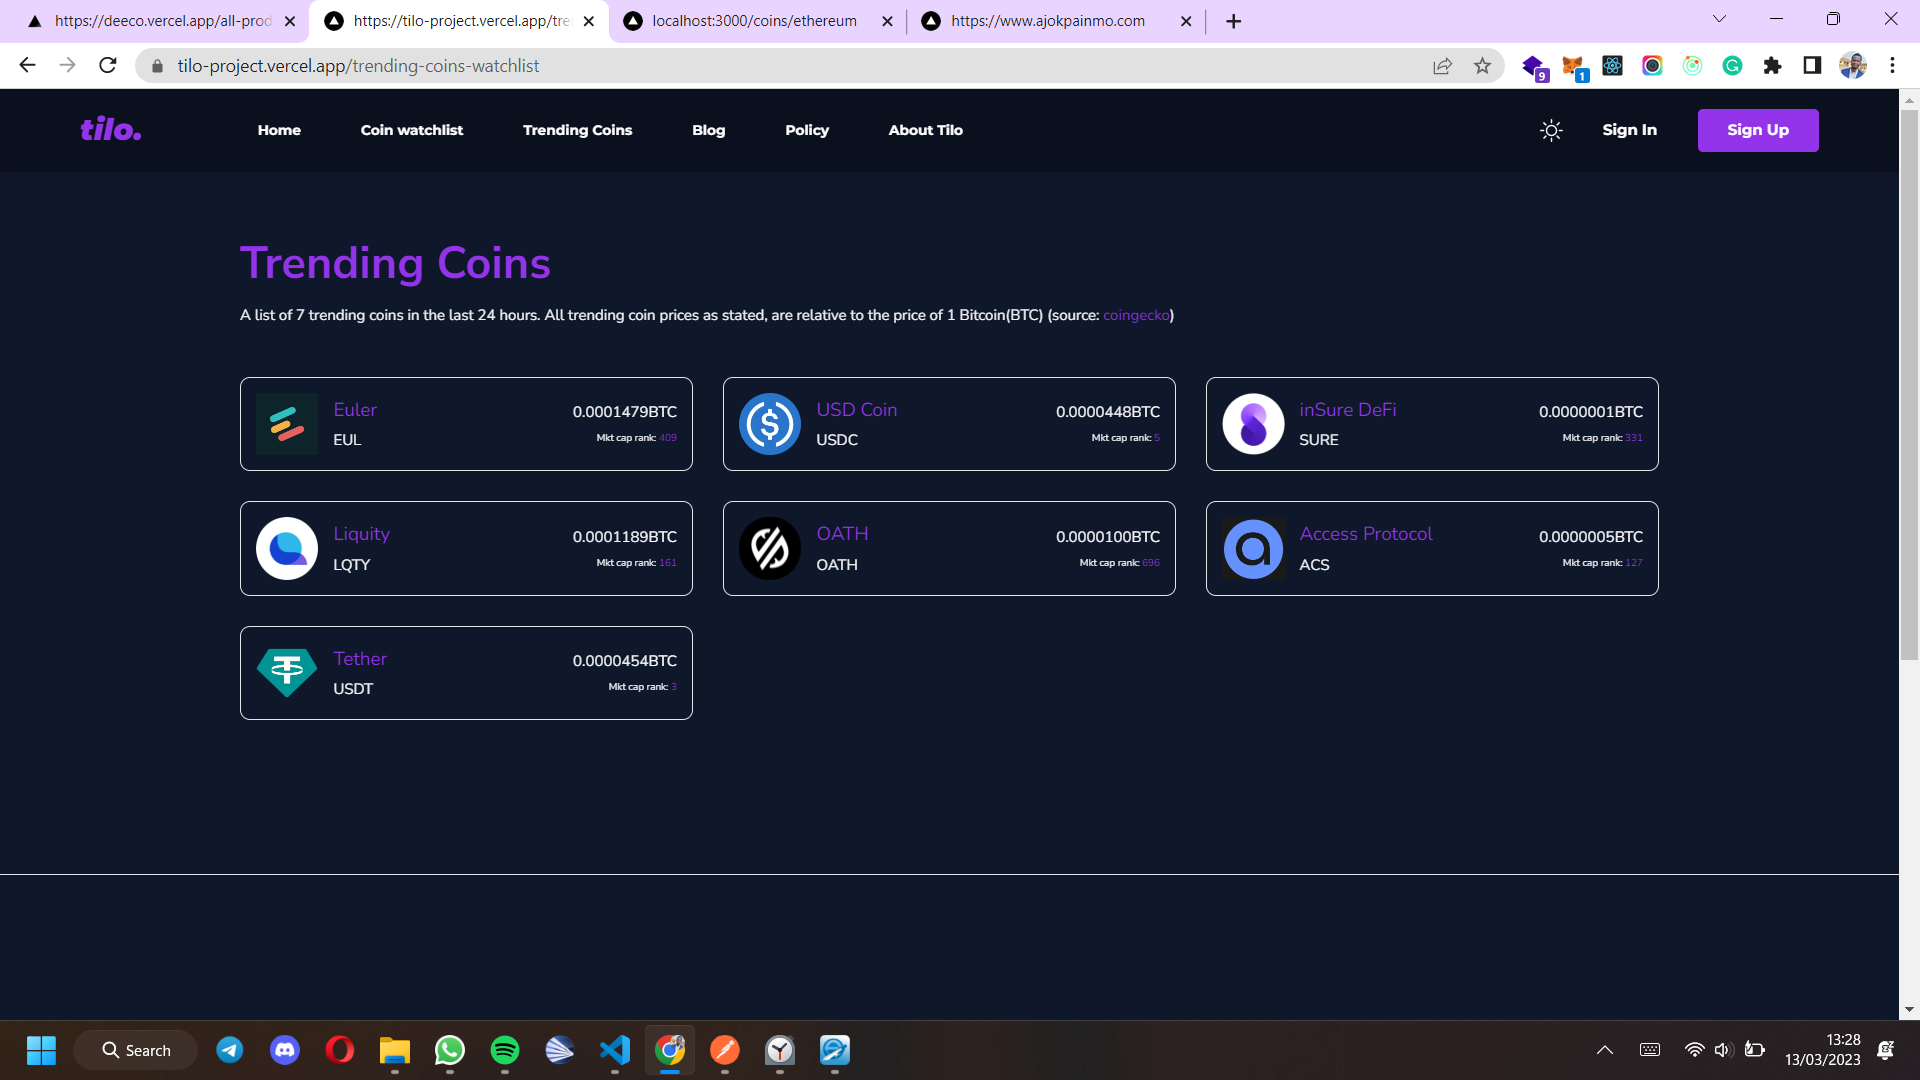 https://deeco.vercel.app/all-prod
https://tilo-project.vercel.app/tre
localhost:3000/coins/ethereum
https://www.ajokpainmo.com
tilo-project.vercel.app/trending-coins-watchlist
9
1
tilo.
Home
Coin watchlist
Trending Coins
Blog
Policy
About Tilo
Sign In
Sign Up
Trending Coins
A list of 7 trending coins in the last 24 hours. All trending coin prices as stated, are relative to the price of 1 Bitcoin(BTC) (source: coingecko)
Euler
0.0001479BTC
EUL
Mkt cap rank: 409
USD Coin
0.0000448BTC
USDC
Mkt cap rank: 5
inSure DeFi
0.0000001BTC
SURE
Mkt cap rank: 331
Liquity
0.0001189BTC
LQTY
Mkt cap rank: 161
OATH
0.0000100BTC
OATH
Mkt cap rank: 696
Access Protocol
0.0000005BTC
ACS
Mkt cap rank: 127
Tether
0.0000454BTC
USDT
Mkt cap rank: 3
Search
13:28
13/03/2023